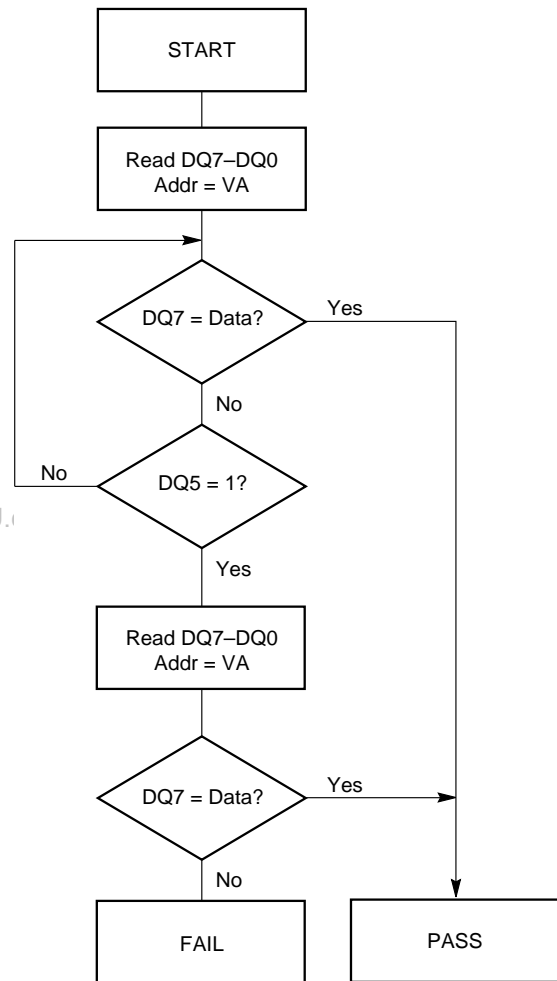 START
Read DQ7–DQ0
Addr = VA
DQ7 = Data?
Yes
No
No
DQ5 = 1?
Yes
Read DQ7–DQ0
Addr = VA
DQ7 = Data?
Yes
No
FAIL
PASS